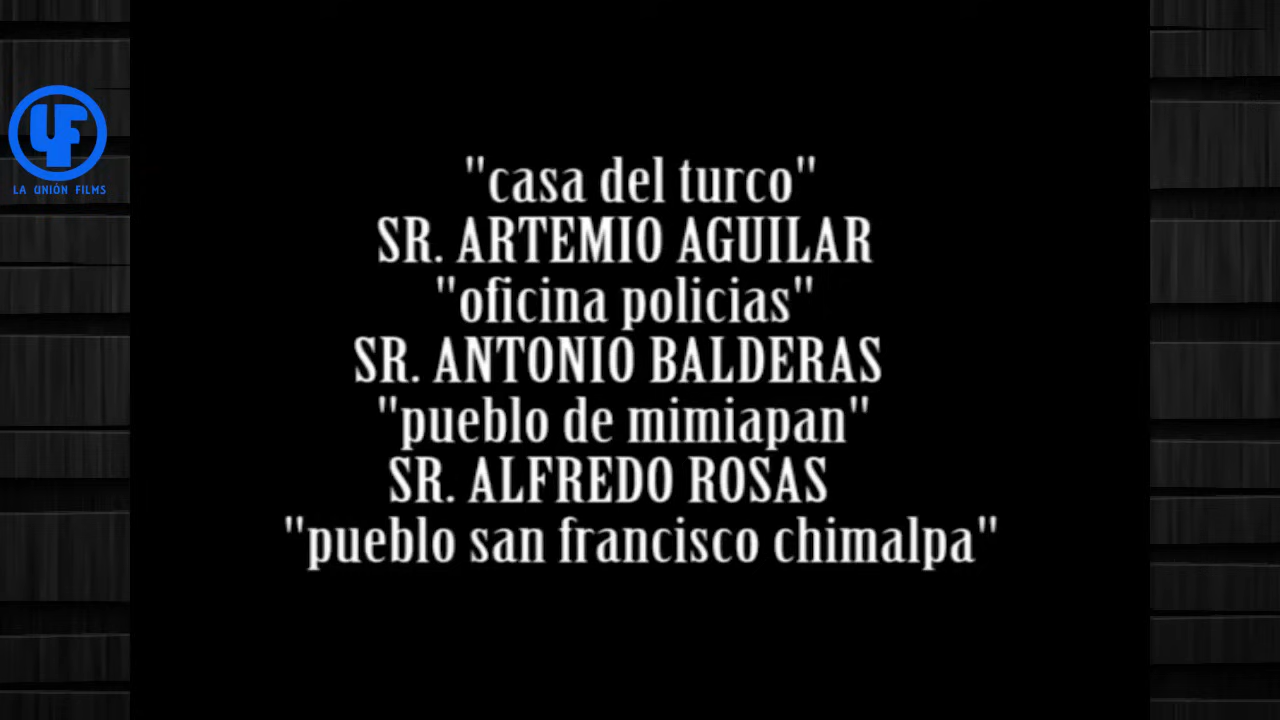 LA UNIÓN FILMS
"casa del turco"
SR. ARTEMIO AGUILAR
"oficina policias"
SR. ANTONIO BALDERAS
"pueblo de mimiapan"
SR. ALFREDO ROSAS
"pueblo san francisco chimalpa"